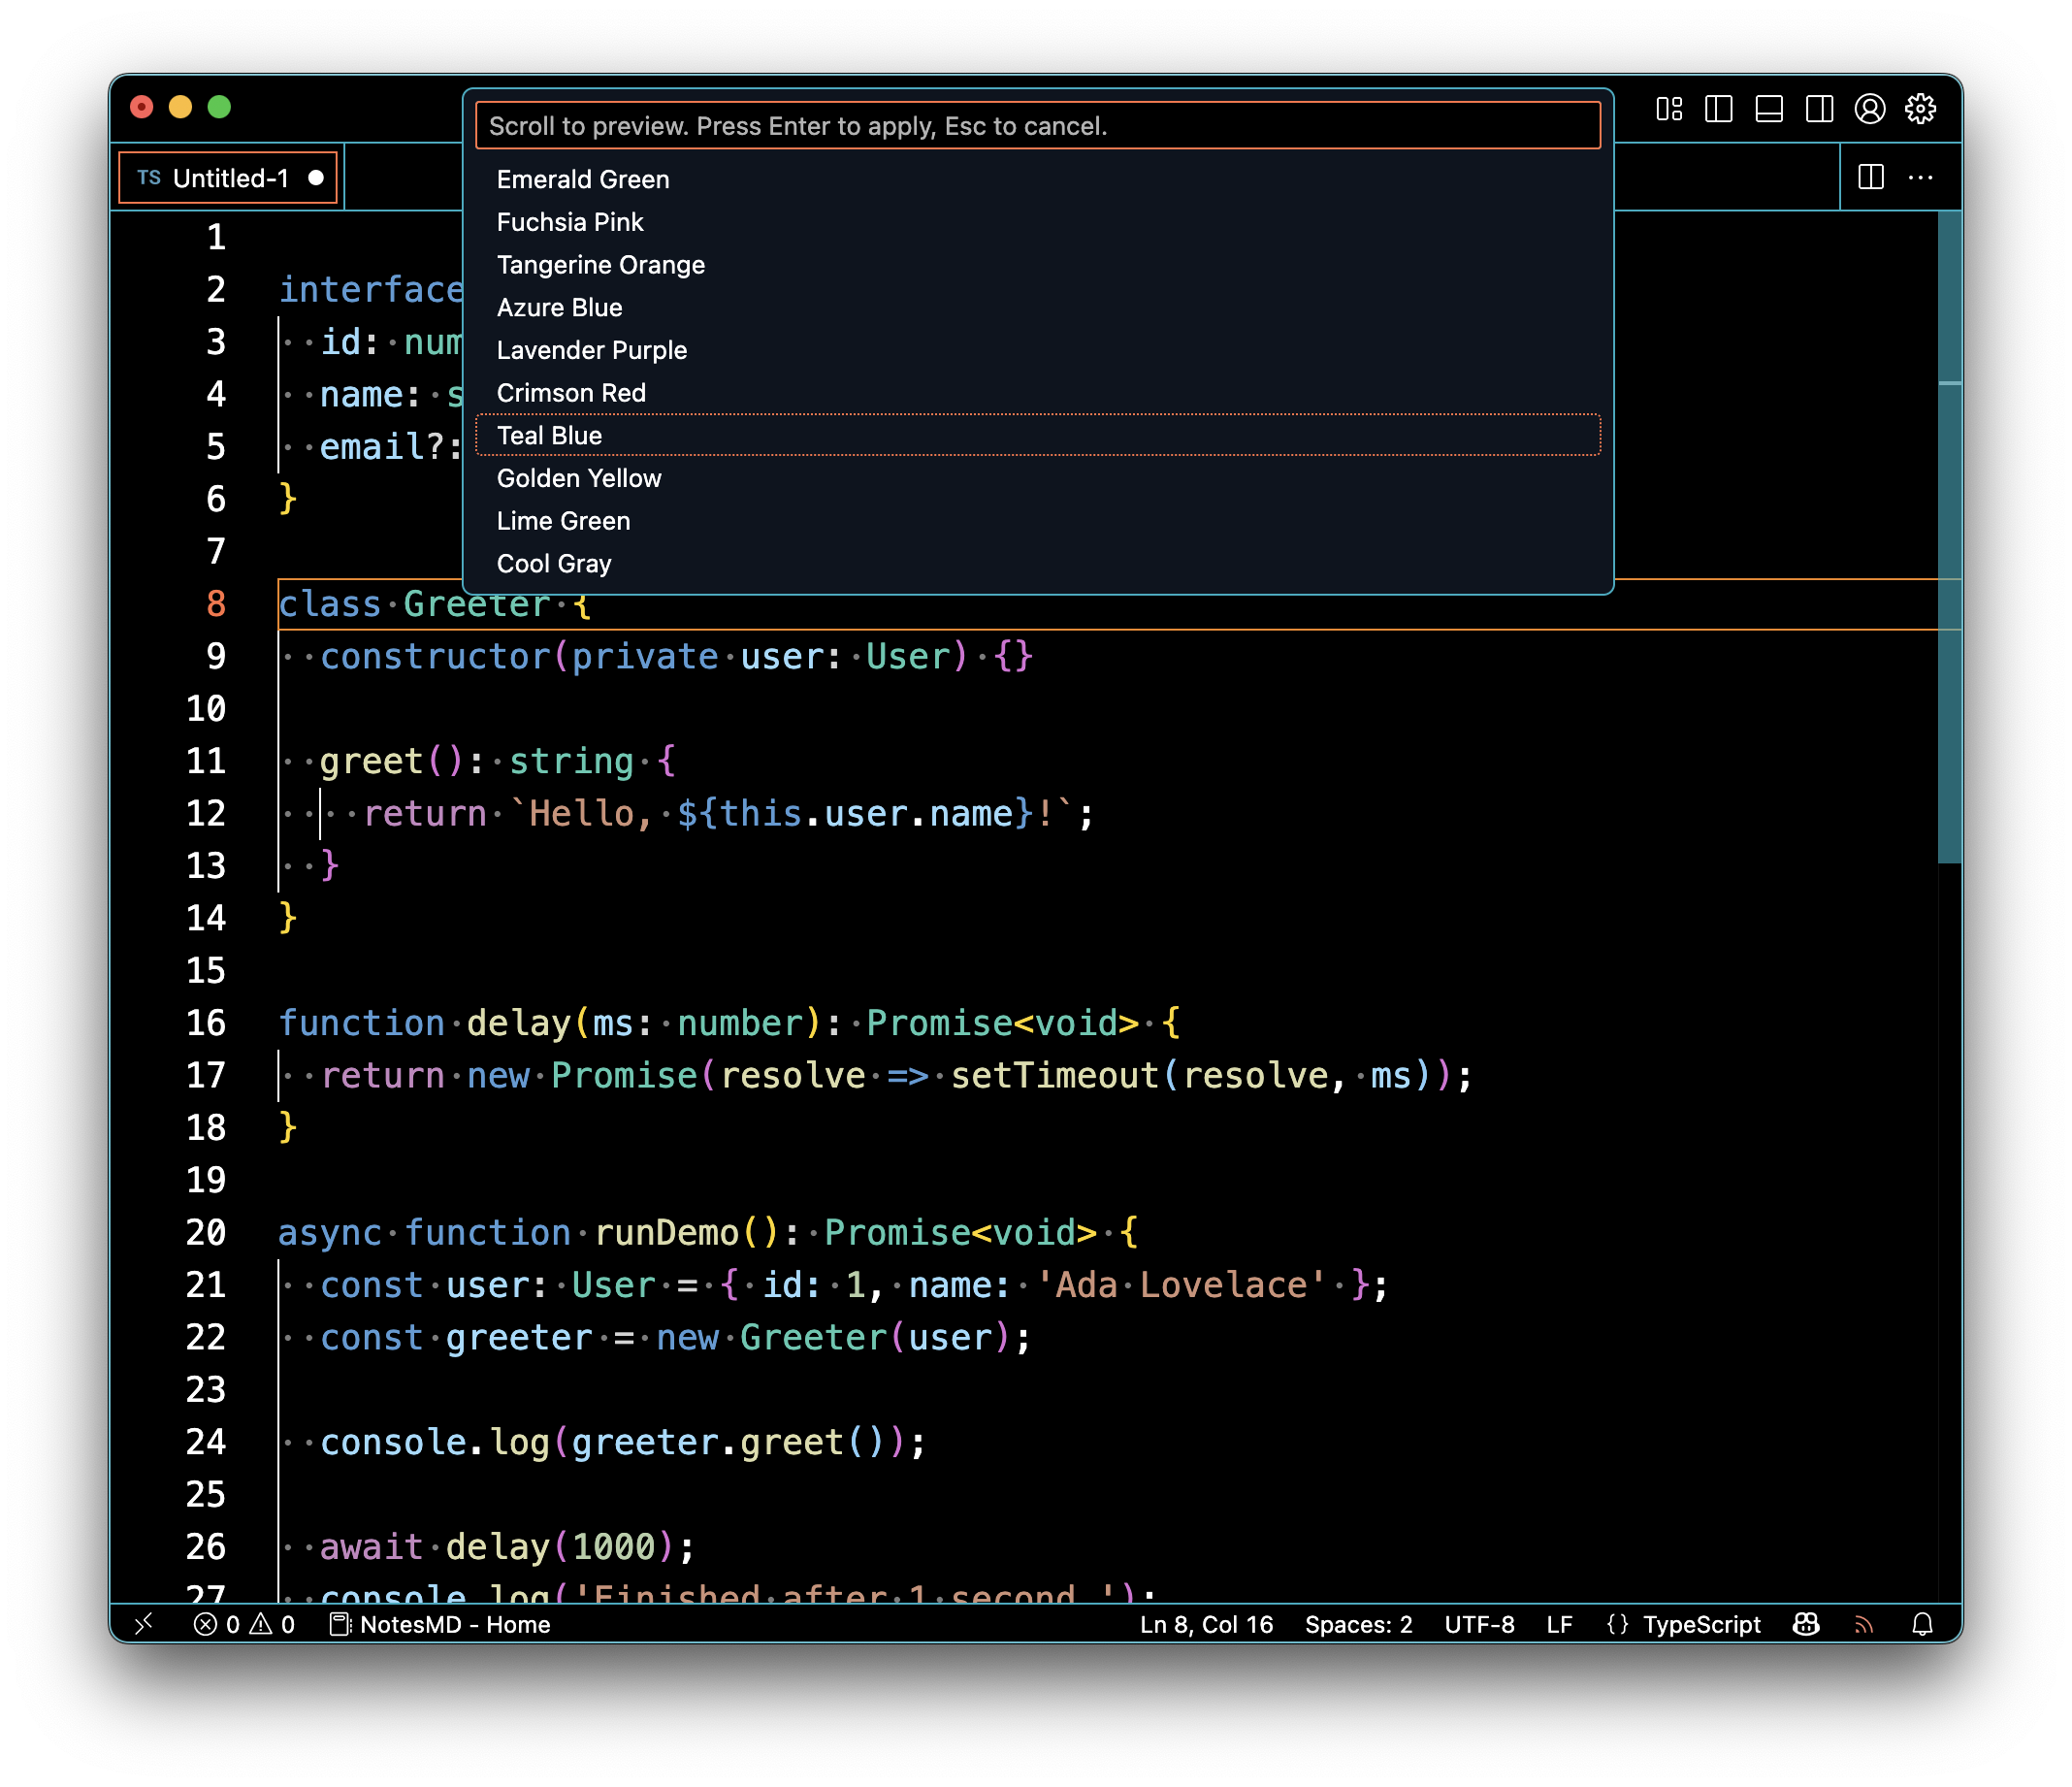 Scroll to preview. Press Enter to apply, Esc to cancel.
Emerald Green
Fuchsia Pink
Tangerine Orange
Azure Blue
Lavender Purple
Crimson Red
Teal Blue
Golden Yellow
Lime Green
Cool Gray
TS Untitled-1
1
2 interface
3 id:
4 name:
5 email?:
6 }
7
8 class Greeter {
9 constructor(private user: User) {}
10
11 greet(): string {
12 return `Hello, ${this.user.name}!`;
13 }
14 }
15
16 function delay(ms: number): Promise<void> {
17 return new Promise(resolve => setTimeout(resolve, ms));
18 }
19
20 async function runDemo(): Promise<void> {
21 const user: User = { id: 1, name: 'Ada Lovelace' };
22 const greeter = new Greeter(user);
23
24 console.log(greeter.greet());
25
26 await delay(1000);
27 console.log('Finished after 1 second.');
0 0 NotesMD - Home Ln 8, Col 16 Spaces: 2 UTF-8 LF {} TypeScript